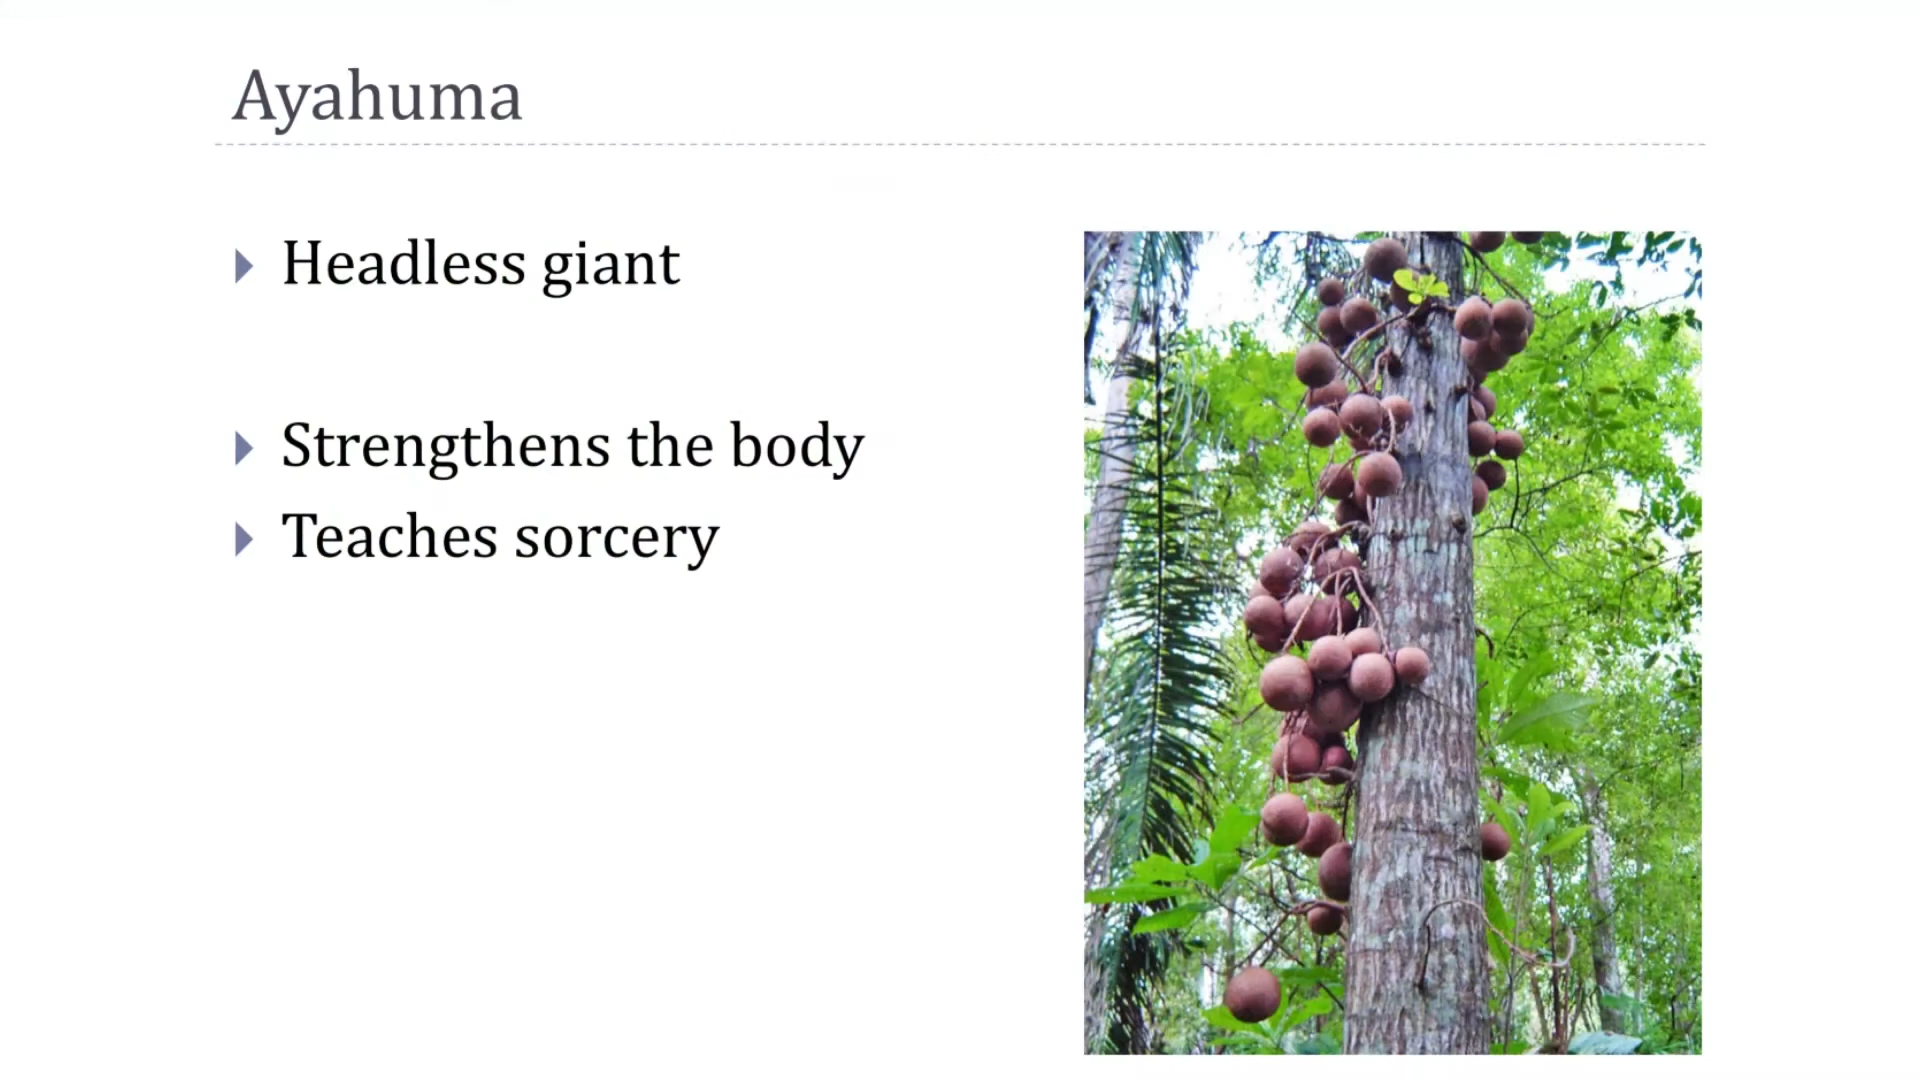 Ayahuma
Headless giant
Strengthens the body
Teaches sorcery